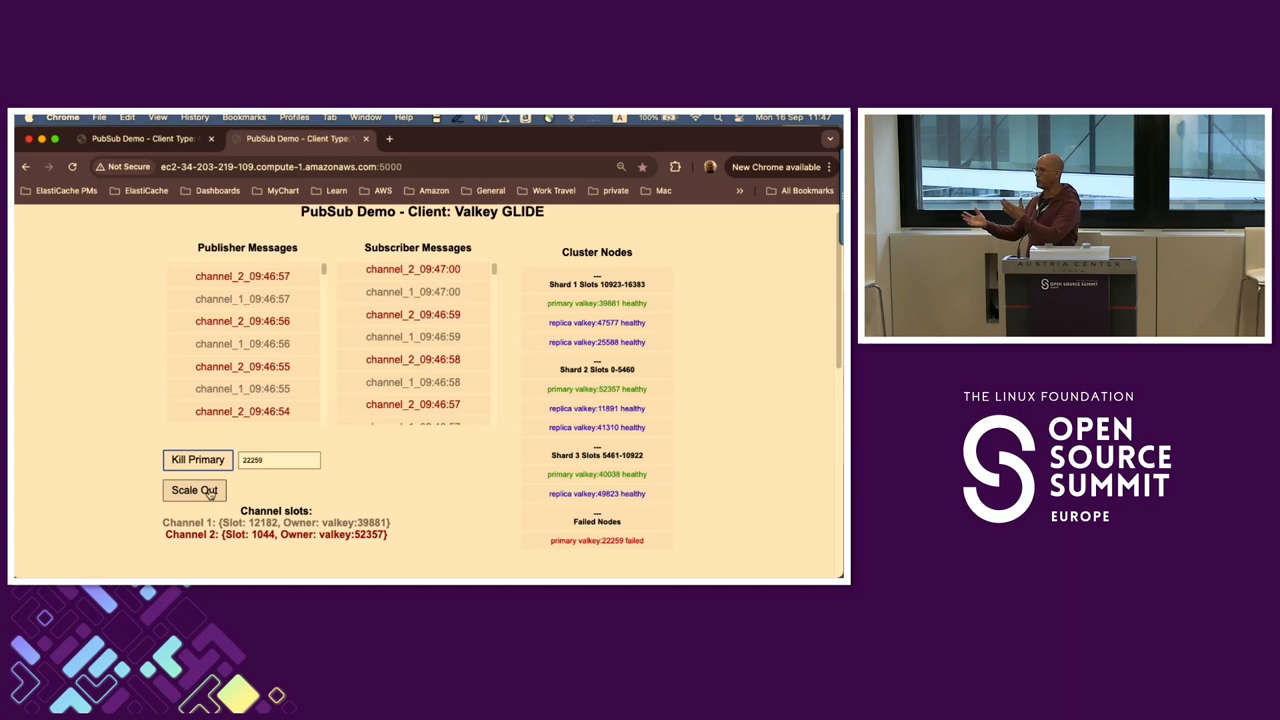 Chrome File Edit View History Bookmarks Profiles Tab Window Help A 100% Mon 16 Sep 11:47
PubSub Demo - Client Type:
PubSub Demo - Client Type:
Not Secure ec2-34-203-219-109.compute-1.amazonaws.com:5000 New Chrome available
ElastiCache PMs ElastiCache Dashboards MyChart Learn AWS Amazon General Work Travel private Mac » All Bookmarks
PubSub Demo - Client: Valkey GLIDE
Publisher Messages
channel_2_09:46:57
channel_1_09:46:57
channel_2_09:46:56
channel_1_09:46:56
channel_2_09:46:55
channel_1_09:46:55
channel_2_09:46:54
Subscriber Messages
channel_2_09:47:00
channel_1_09:47:00
channel_2_09:46:59
channel_1_09:46:59
channel_2_09:46:58
channel_1_09:46:58
channel_2_09:46:57
Cluster Nodes
---
Shard 1 Slots 10923-16383
primary valkey:39881 healthy
replica valkey:47577 healthy
replica valkey:25588 healthy
---
Shard 2 Slots 0-5460
primary valkey:52357 healthy
replica valkey:11891 healthy
replica valkey:41310 healthy
---
Shard 3 Slots 5461-10922
primary valkey:40038 healthy
replica valkey:49823 healthy
---
Failed Nodes
primary valkey:22259 failed
Kill Primary 22259
Scale Out
Channel slots:
Channel 1: {Slot: 12182, Owner: valkey:39881}
Channel 2: {Slot: 1044, Owner: valkey:52357}
AUSTRIA CENTER
OPEN SOURCE SUMMIT
THE LINUX FOUNDATION
OPEN
SOURCE
SUMMIT
EUROPE